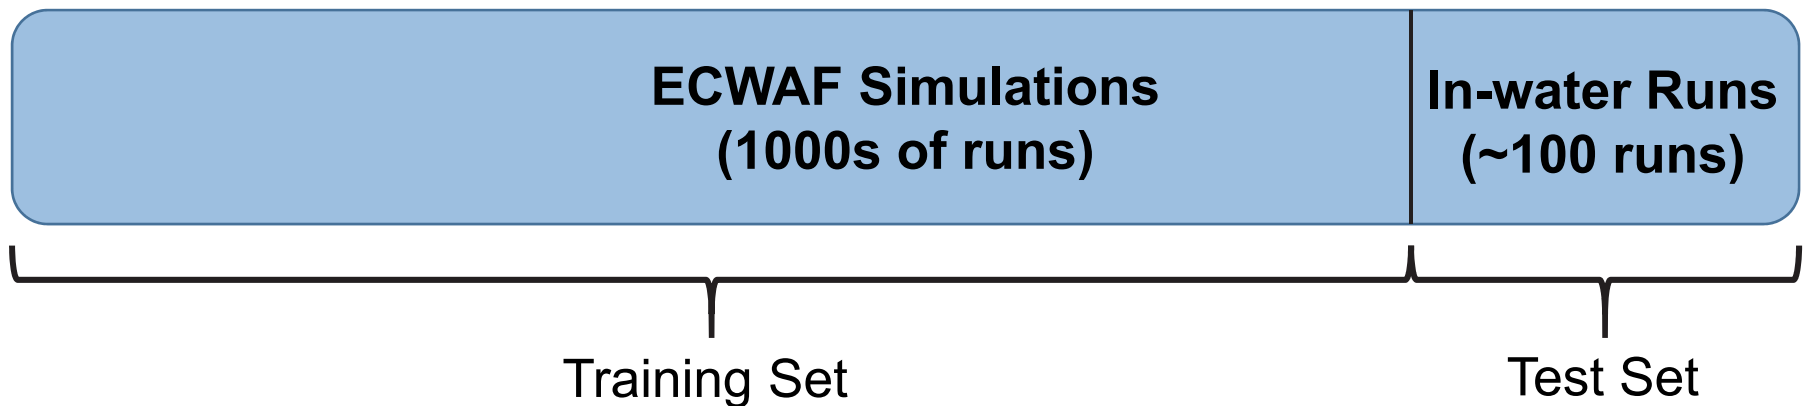 ECWAF Simulations
(1000s of runs)
In-water Runs
(~100 runs)
Training Set
Test Set